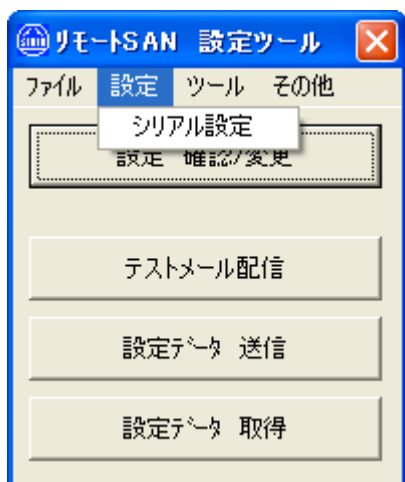 リモートSAN 設定ツール
ファイル 設定 ツール その他
シリアル設定
設定 確認/変更
テストメール配信
設定ﾃﾞｰﾀ 送信
設定ﾃﾞｰﾀ 取得